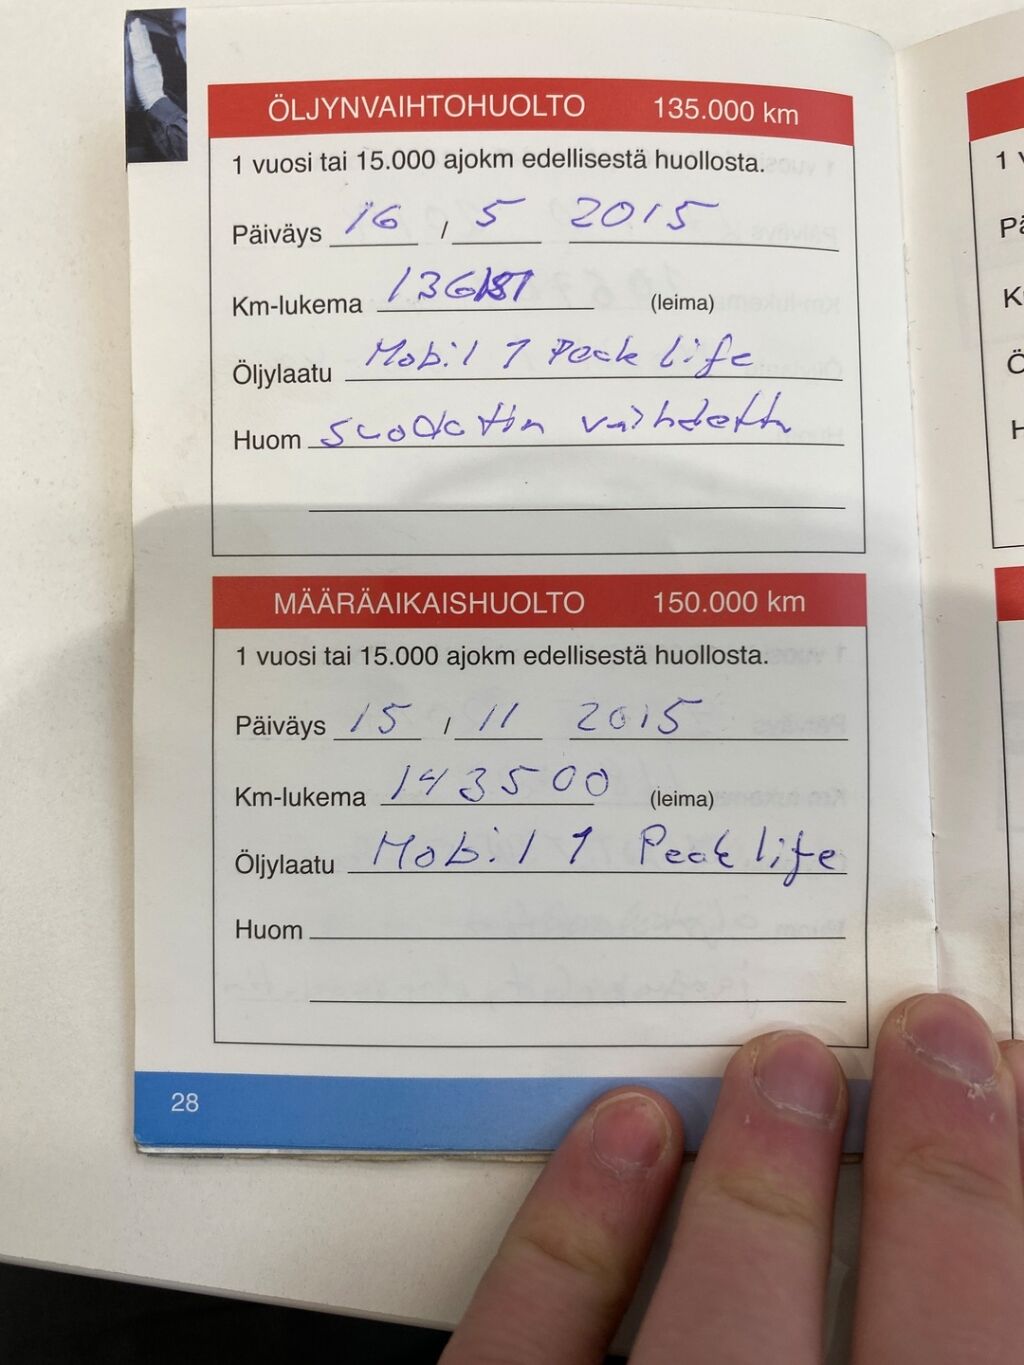 ÖLJYNVAIHTOHUOLTO 135.000 km
1 vuosi tai 15.000 ajokm edellisestä huollosta.
Päiväys 16 / 5 2015
Km-lukema (leima)
Öljylaatu Mobil 1 Peak life
Huom suodatin vaihdettu
MÄÄRÄAIKAISHUOLTO 150.000 km
1 vuosi tai 15.000 ajokm edellisestä huollosta.
Päiväys 15 / 11 2015
Km-lukema 143500 (leima)
Öljylaatu Mobil 1 Peak life
Huom
28